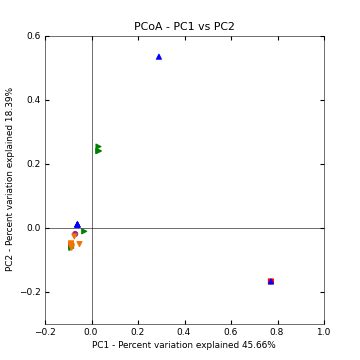 PCoA - PC1 vs PC2
0.6
0.4
0.2
0.0
−0.2
−0.2 0.0 0.2 0.4 0.6 0.8 1.0
PC2 - Percent variation explained 18.39%
PC1 - Percent variation explained 45.66%